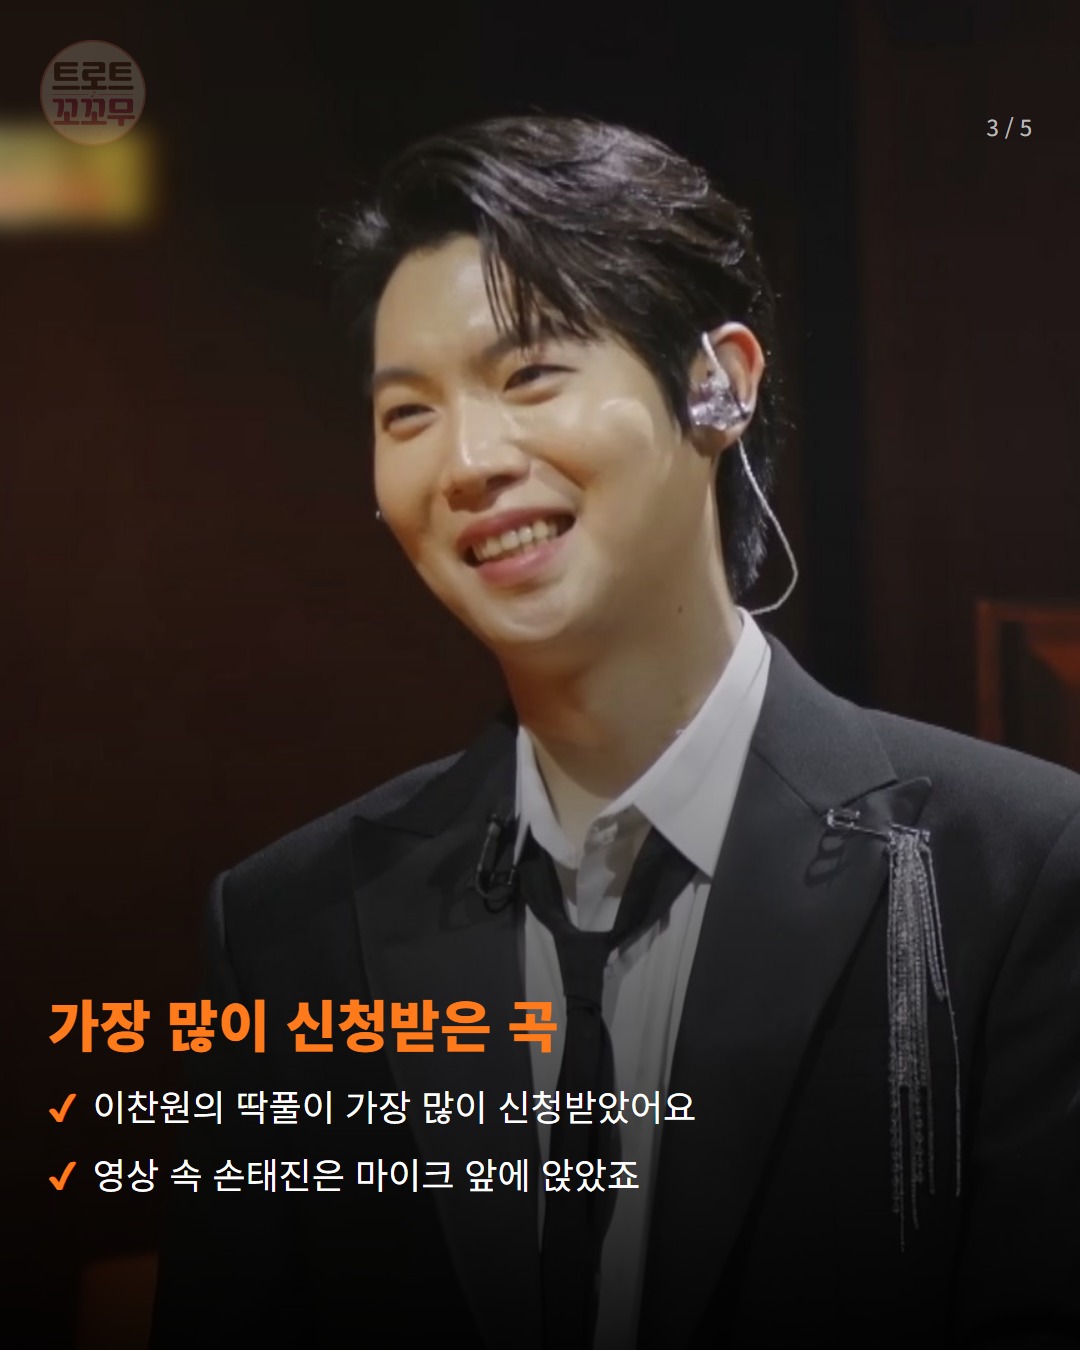 트로트
꼬꼬무
3 / 5
가장 많이 신청받은 곡
✔ 이찬원의 딱풀이 가장 많이 신청받았어요
✔ 영상 속 손태진은 마이크 앞에 앉았죠